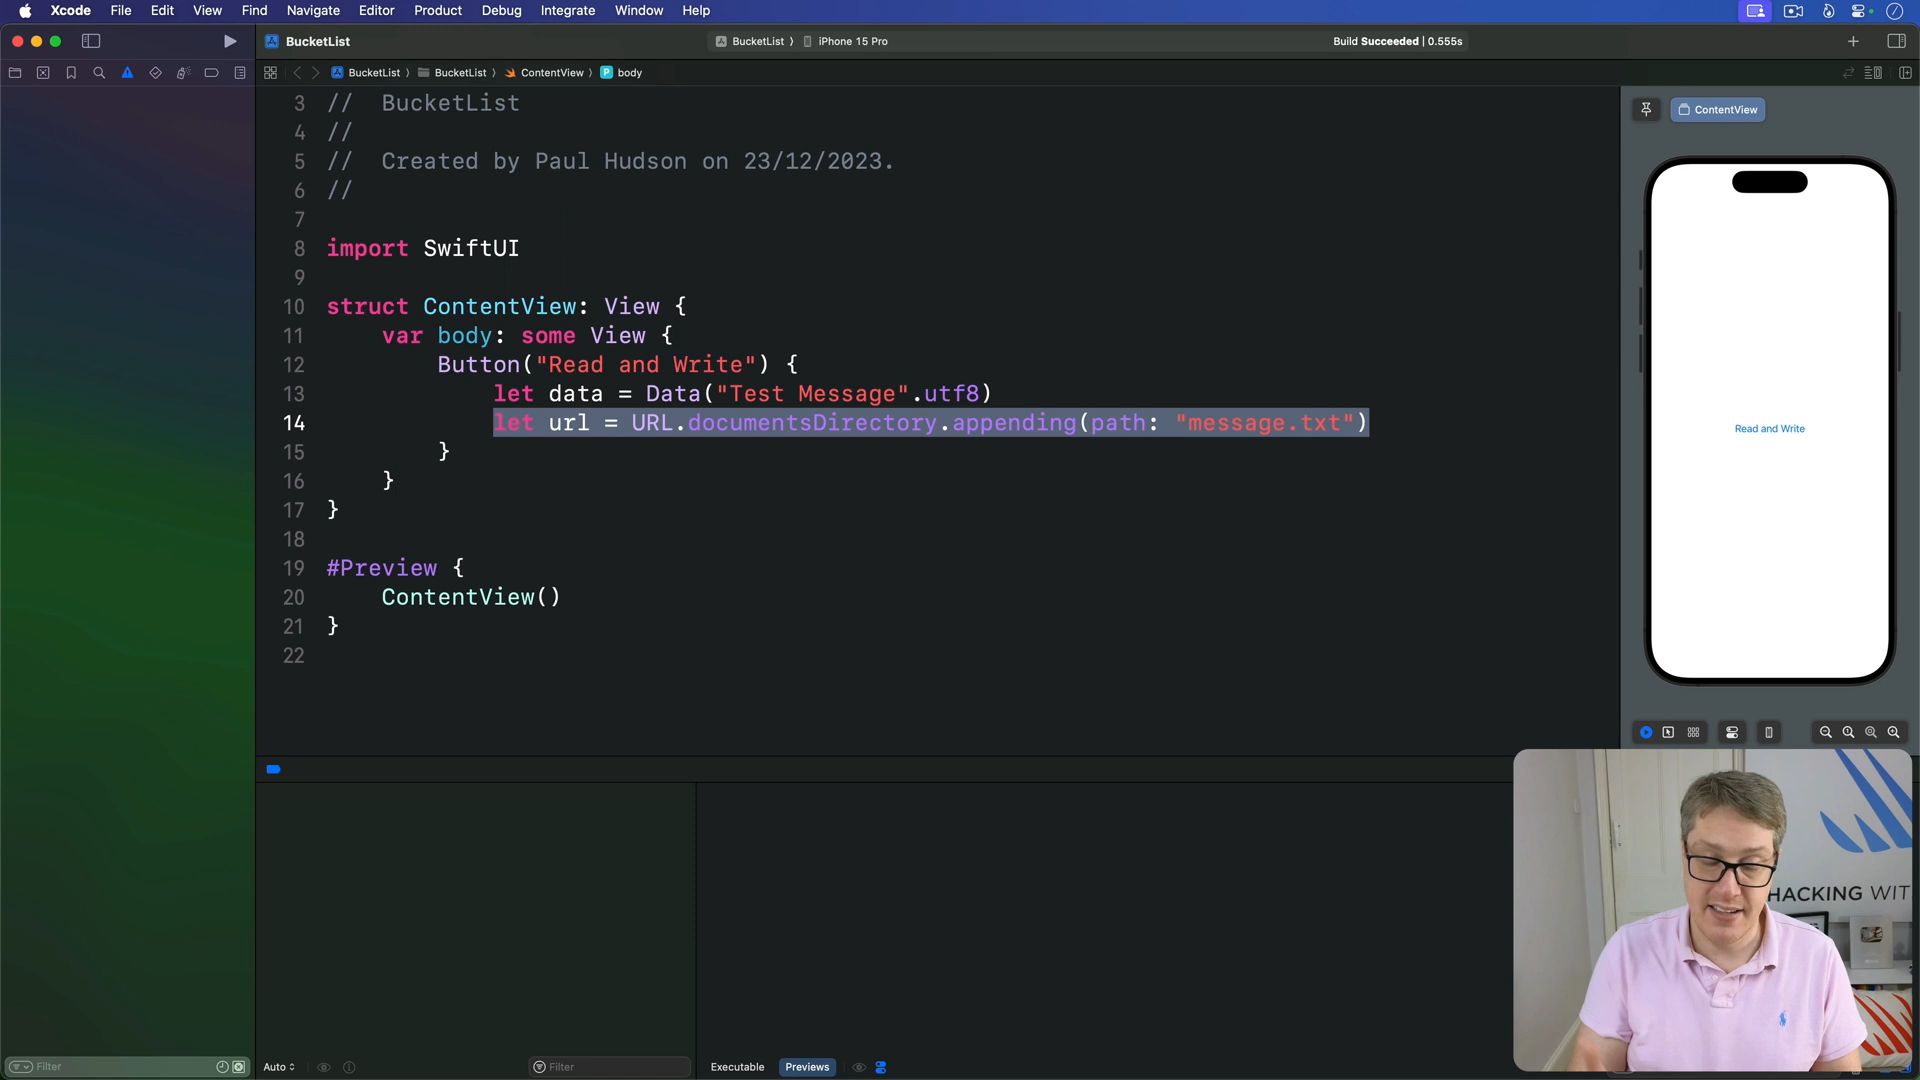 Xcode File Edit View Find Navigate Editor Product Debug Integrate Window Help
BucketList
BucketList 〉 iPhone 15 Pro
Build Succeeded | 0.555s
BucketList 〉 BucketList 〉 ContentView 〉 P body
3 // BucketList
4 //
5 // Created by Paul Hudson on 23/12/2023.
6 //
7
8 import SwiftUI
9
10 struct ContentView: View {
11 var body: some View {
12 Button("Read and Write") {
13 let data = Data("Test Message".utf8)
14 let url = URL.documentsDirectory.appending(path: "message.txt")
15 }
16 }
17 }
18
19 #Preview {
20 ContentView()
21 }
22
ContentView
Read and Write
HACKING WIT
Filter
Auto
Filter
Executable Previews